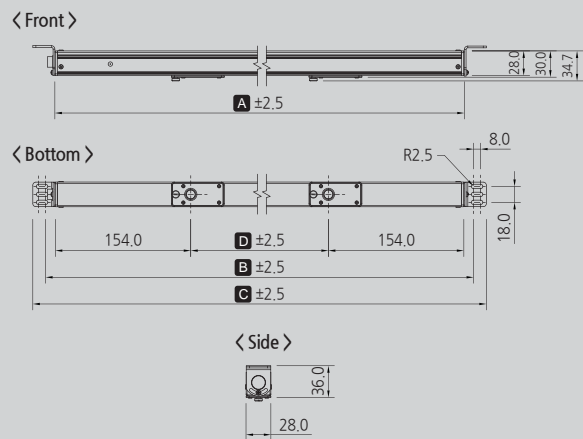 〈Front〉
28.0
30.0
34.7
A ±2.5
〈Bottom〉
R2.5
8.0
18.0
154.0
D ±2.5
154.0
B ±2.5
C ±2.5
〈Side〉
36.0
28.0